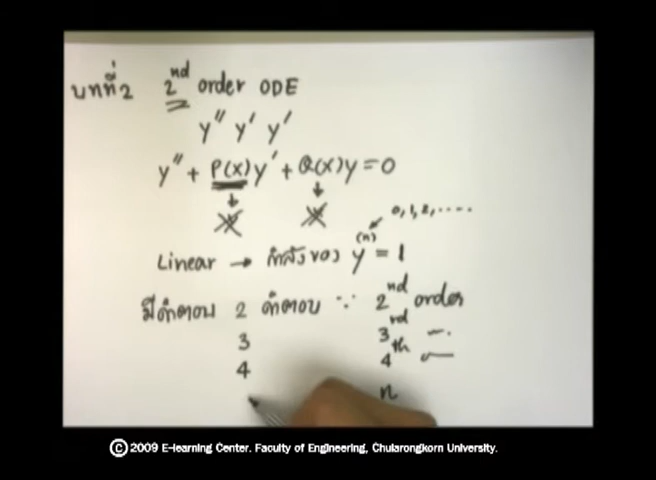 บทที่2 2nd order ODE
y'' y' y'
y'' + P(x)y' + Q(x)y = 0
0, 1, 2, .....
Linear → กำลังของ y(n) = 1
มีคำตอบ 2 คำตอบ ∵ 2nd order
3 3rd
4 4th
n
© 2009 E-learning Center. Faculty of Engineering, Chularongkorn University.